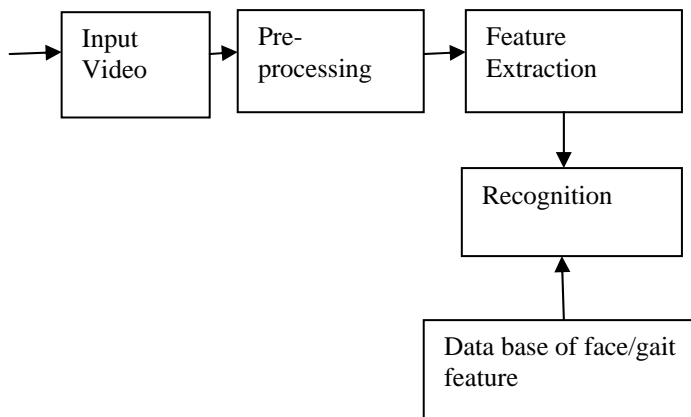 Input
Video
Pre-
processing
Feature
Extraction
Recognition
Data base of face/gait
feature